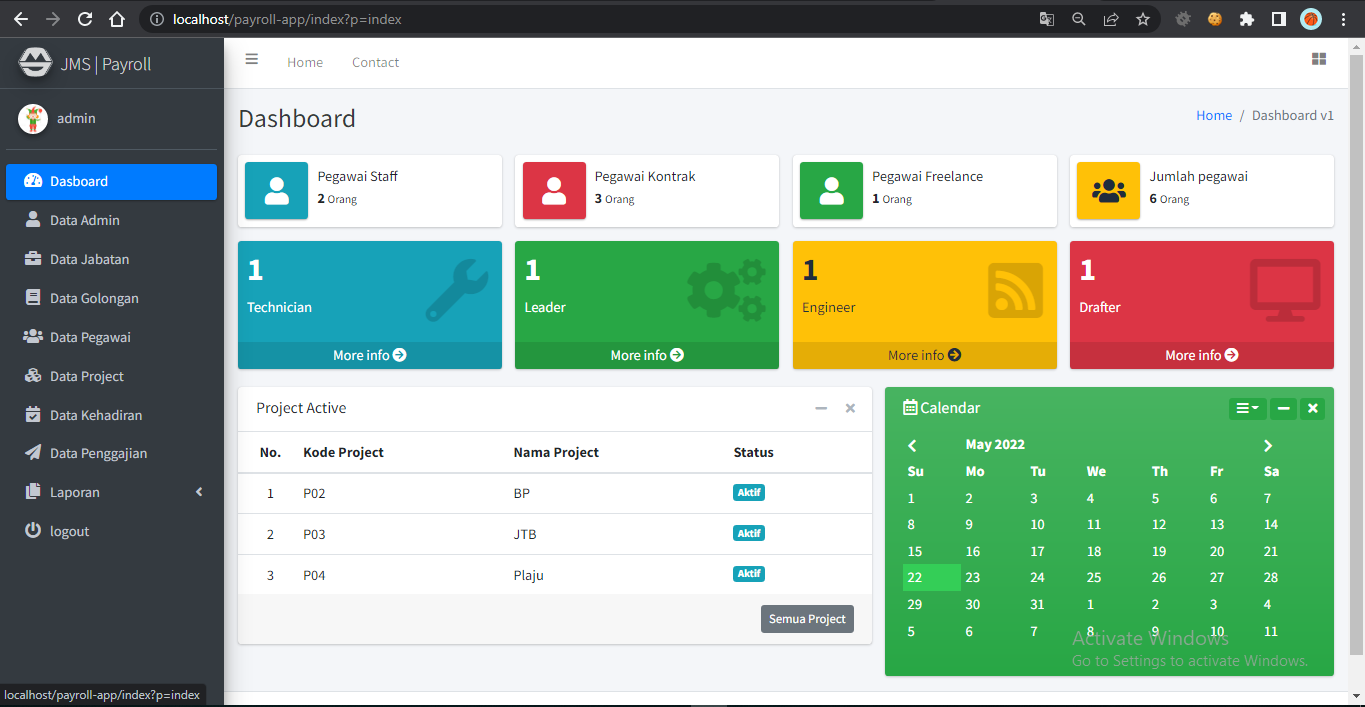 localhost/payroll-app/index?p=index
JMS | Payroll
Home Contact
admin
Dasboard
Data Admin
Data Jabatan
Data Golongan
Data Pegawai
Data Project
Data Kehadiran
Data Penggajian
Laporan
logout
Dashboard
Home / Dashboard v1
Pegawai Staff
2 Orang
Pegawai Kontrak
3 Orang
Pegawai Freelance
1 Orang
Jumlah pegawai
6 Orang
1
Technician
More info
1
Leader
More info
1
Engineer
More info
1
Drafter
More info
Project Active
No. Kode Project Nama Project Status
1 P02 BP Aktif
2 P03 JTB Aktif
3 P04 Plaju Aktif
Semua Project
Calendar
May 2022
Su Mo Tu We Th Fr Sa
1 2 3 4 5 6 7
8 9 10 11 12 13 14
15 16 17 18 19 20 21
22 23 24 25 26 27 28
29 30 31 1 2 3 4
5 6 7 8 9 10 11
Activate Windows
Go to Settings to activate Windows.
localhost/payroll-app/index?p=index